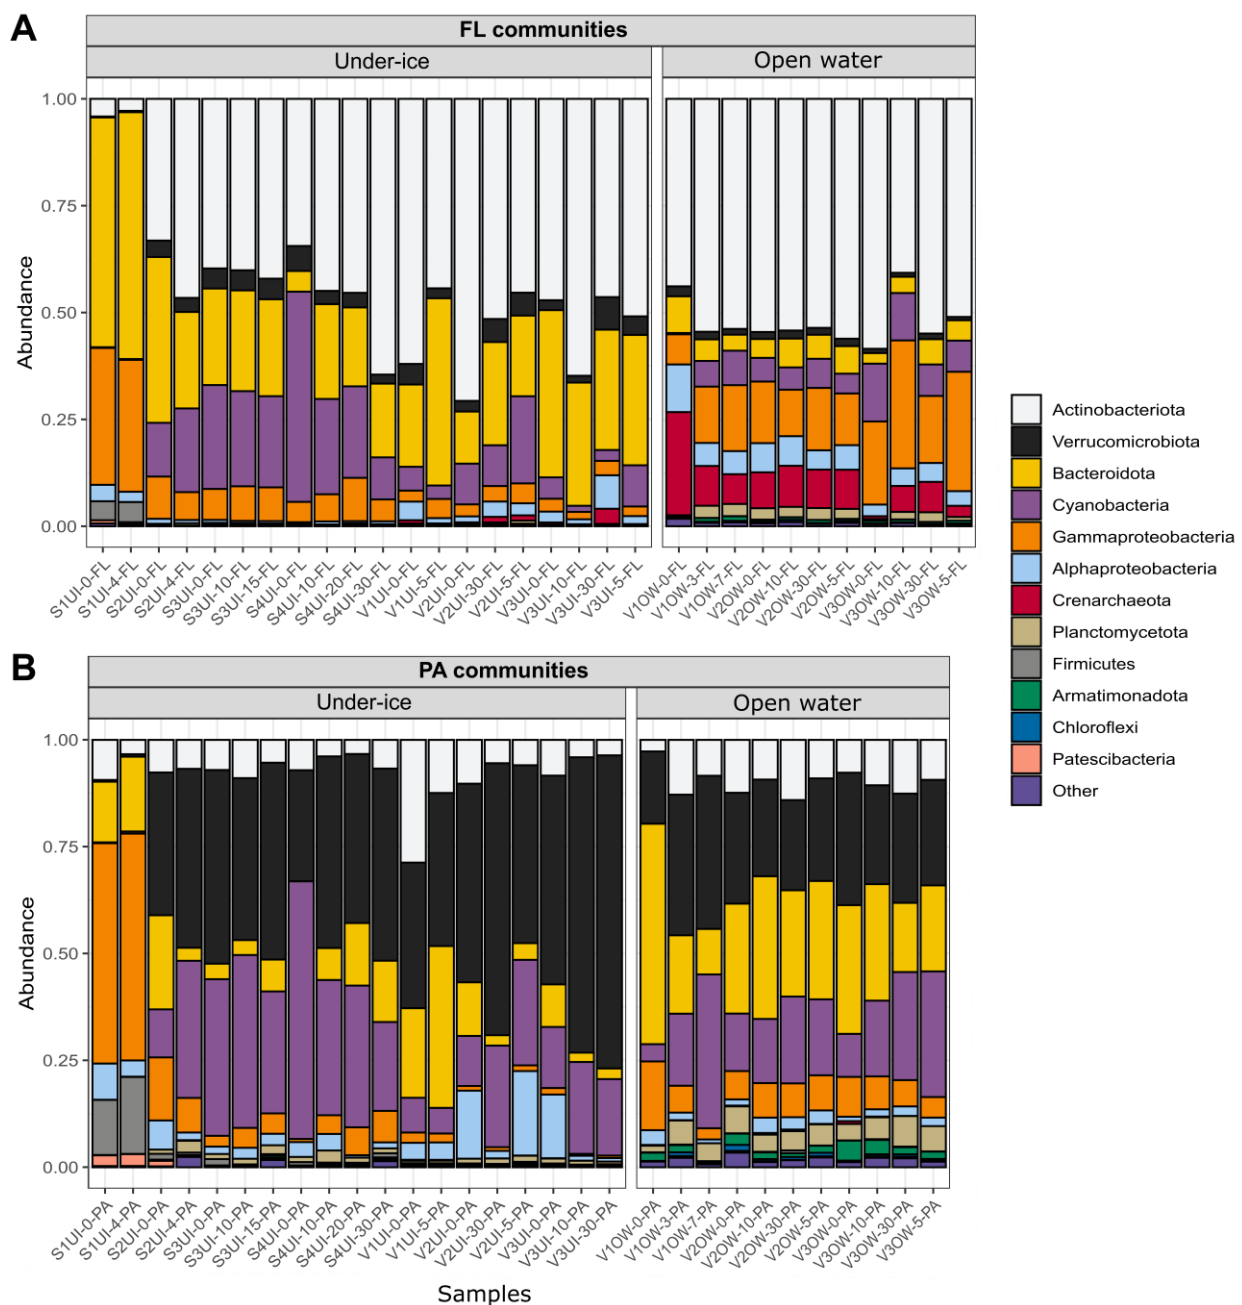 A
FL communities
Under-ice
Open water
1.00
0.75
0.50
0.25
0.00
Abundance
S1UI-0-FL
S1UI-4-FL
S2UI-0-FL
S2UI-4-FL
S3UI-0-FL
S3UI-10-FL
S3UI-15-FL
S4UI-0-FL
S4UI-10-FL
S4UI-20-FL
S4UI-30-FL
V1UI-0-FL
V1UI-5-FL
V2UI-0-FL
V2UI-30-FL
V2UI-5-FL
V3UI-0-FL
V3UI-10-FL
V3UI-30-FL
V3UI-5-FL
V1OW-0-FL
V1OW-3-FL
V1OW-7-FL
V2OW-0-FL
V2OW-10-FL
V2OW-30-FL
V2OW-5-FL
V3OW-0-FL
V3OW-10-FL
V3OW-30-FL
V3OW-5-FL
Actinobacteriota
Verrucomicrobiota
Bacteroidota
Cyanobacteria
Gammaproteobacteria
Alphaproteobacteria
Crenarchaeota
Planctomycetota
Firmicutes
Armatimonadota
Chloroflexi
Patescibacteria
Other
B
PA communities
Under-ice
Open water
1.00
0.75
0.50
0.25
0.00
Abundance
S1UI-0-PA
S1UI-4-PA
S2UI-0-PA
S2UI-4-PA
S3UI-0-PA
S3UI-10-PA
S3UI-15-PA
S4UI-0-PA
S4UI-10-PA
S4UI-20-PA
S4UI-30-PA
V1UI-0-PA
V1UI-5-PA
V2UI-0-PA
V2UI-30-PA
V2UI-5-PA
V3UI-0-PA
V3UI-10-PA
V3UI-30-PA
V1OW-0-PA
V1OW-3-PA
V1OW-7-PA
V2OW-0-PA
V2OW-10-PA
V2OW-30-PA
V2OW-5-PA
V3OW-0-PA
V3OW-10-PA
V3OW-30-PA
V3OW-5-PA
Samples